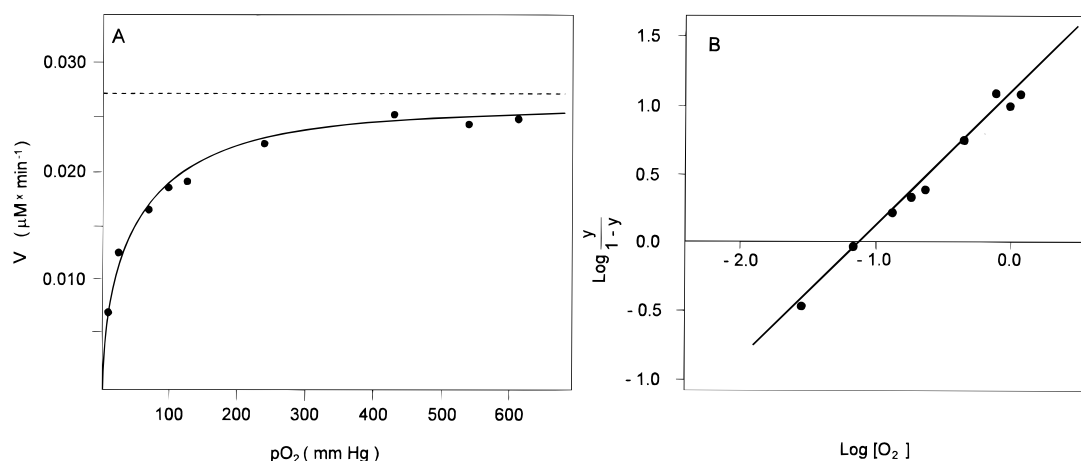 A
0.030
0.020
0.010
V ( μM × min⁻¹ )
100 200 300 400 500 600
pO₂ ( mm Hg )
B
1.5
1.0
0.5
0.0
- 0.5
- 1.0
- 2.0 - 1.0 0.0
Log y / 1 - y
Log [O₂ ]